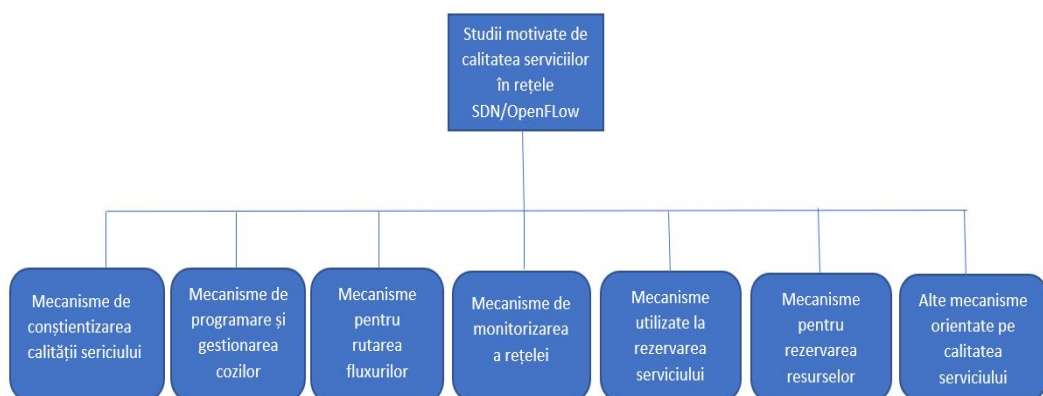 Studii motivate de
calitatea serviciilor
în rețele
SDN/OpenFLow
Mecanisme de
conștientizarea
calității sericiului
Mecanisme de
programare și
gestionarea
cozilor
Mecanisme
pentru
rutarea
fluxurilor
Mecanisme de
monitorizarea
a rețelei
Mecanisme
utilizate la
rezervarea
serviciului
Mecanisme
pentru
rezervarea
resurselor
Alte mecanisme
orientate pe
calitatea
serviciului